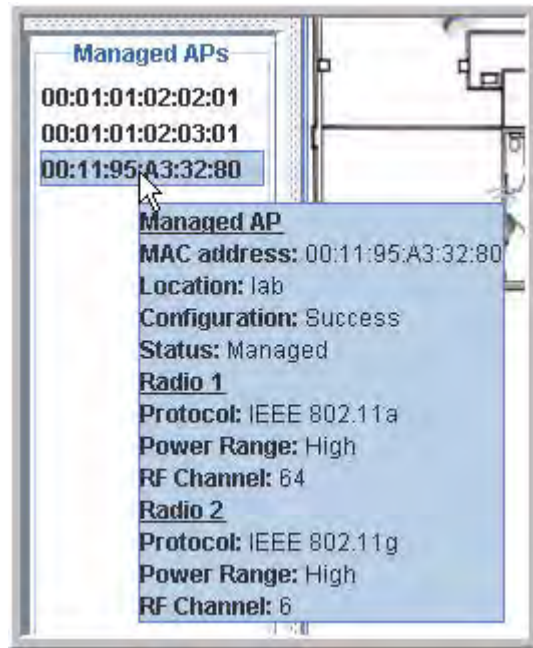 Managed APs
00:01:01:02:02:01
00:01:01:02:03:01
00:11:95:A3:32:80
Managed AP
MAC address: 00:11:95:A3:32:80
Location: lab
Configuration: Success
Status: Managed
Radio 1
Protocol: IEEE 802.11a
Power Range: High
RF Channel: 64
Radio 2
Protocol: IEEE 802.11g
Power Range: High
RF Channel: 6